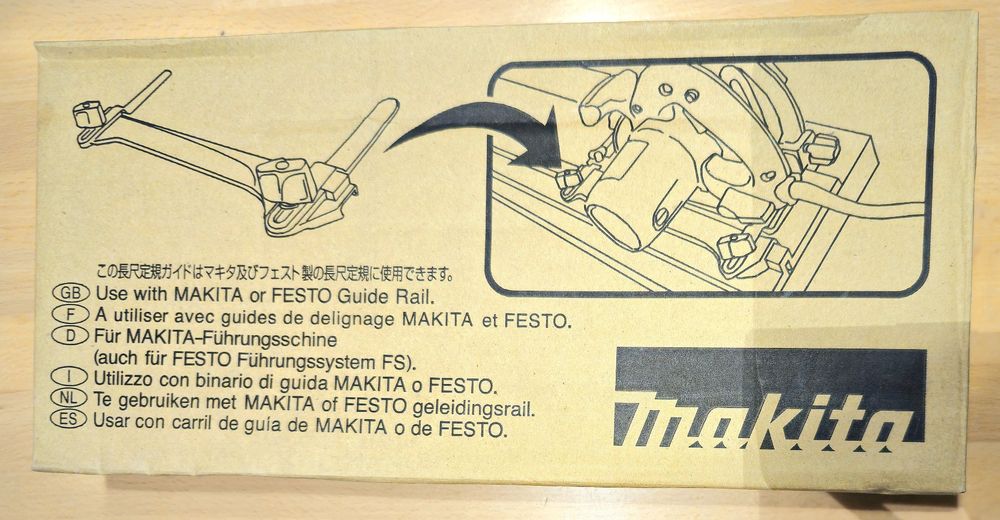 この長尺定規ガイドはマキタ及びフェスト製の長尺定規に使用できます。
GB Use with MAKITA or FESTO Guide Rail.
F A utiliser avec guides de delignage MAKITA et FESTO.
D Für MAKITA-Führungsschine
(auch für FESTO Führungssystem FS).
I Utilizzo con binario di guida MAKITA o FESTO.
NL Te gebruiken met MAKITA of FESTO geleidingsrail.
ES Usar con carril de guía de MAKITA o de FESTO.
makita